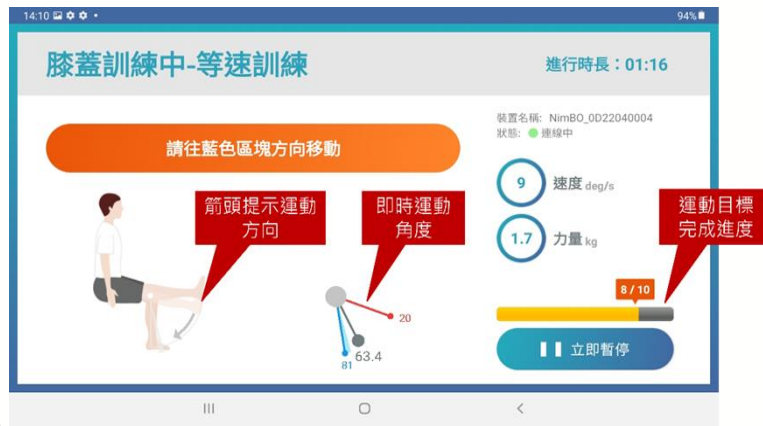 14:10
94%
膝蓋訓練中-等速訓練
進行時長：01:16
裝置名稱: NimBO_0D22040004
狀態: 連線中
請往藍色區塊方向移動
9 速度 deg/s
箭頭提示運動
方向
即時運動
角度
運動目標
完成進度
1.7 力量 kg
8 / 10
20
63.4
81
立即暫停